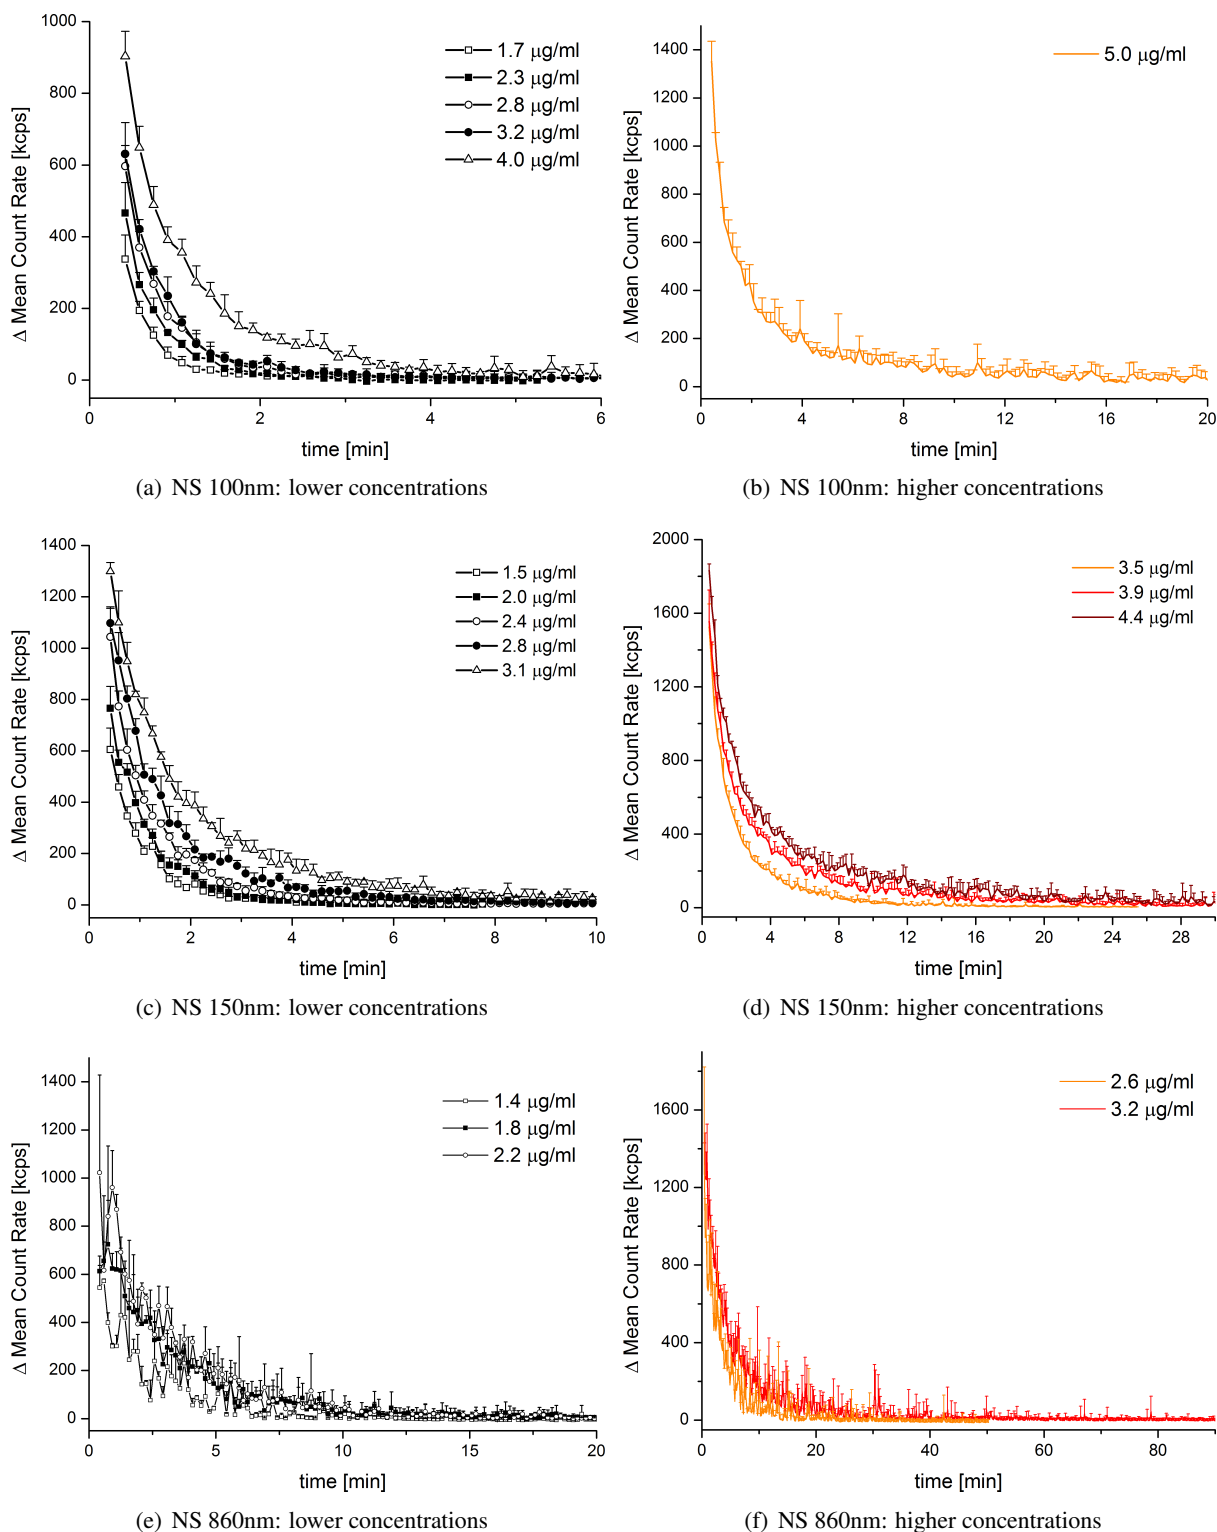 1000
800
600
400
200
0
Δ Mean Count Rate [kcps]
0 2 4 6
time [min]
1.7 μg/ml
2.3 μg/ml
2.8 μg/ml
3.2 μg/ml
4.0 μg/ml
(a) NS 100nm: lower concentrations
1400
1200
1000
800
600
400
200
0
Δ Mean Count Rate [kcps]
0 4 8 12 16 20
time [min]
5.0 μg/ml
(b) NS 100nm: higher concentrations
1400
1200
1000
800
600
400
200
0
Δ Mean Count Rate [kcps]
0 2 4 6 8 10
time [min]
1.5 μg/ml
2.0 μg/ml
2.4 μg/ml
2.8 μg/ml
3.1 μg/ml
(c) NS 150nm: lower concentrations
2000
1600
1200
800
400
0
Δ Mean Count Rate [kcps]
0 4 8 12 16 20 24 28
time [min]
3.5 μg/ml
3.9 μg/ml
4.4 μg/ml
(d) NS 150nm: higher concentrations
1400
1200
1000
800
600
400
200
0
Δ Mean Count Rate [kcps]
0 5 10 15 20
time [min]
1.4 μg/ml
1.8 μg/ml
2.2 μg/ml
(e) NS 860nm: lower concentrations
1600
1200
800
400
0
Δ Mean Count Rate [kcps]
0 20 40 60 80
time [min]
2.6 μg/ml
3.2 μg/ml
(f) NS 860nm: higher concentrations